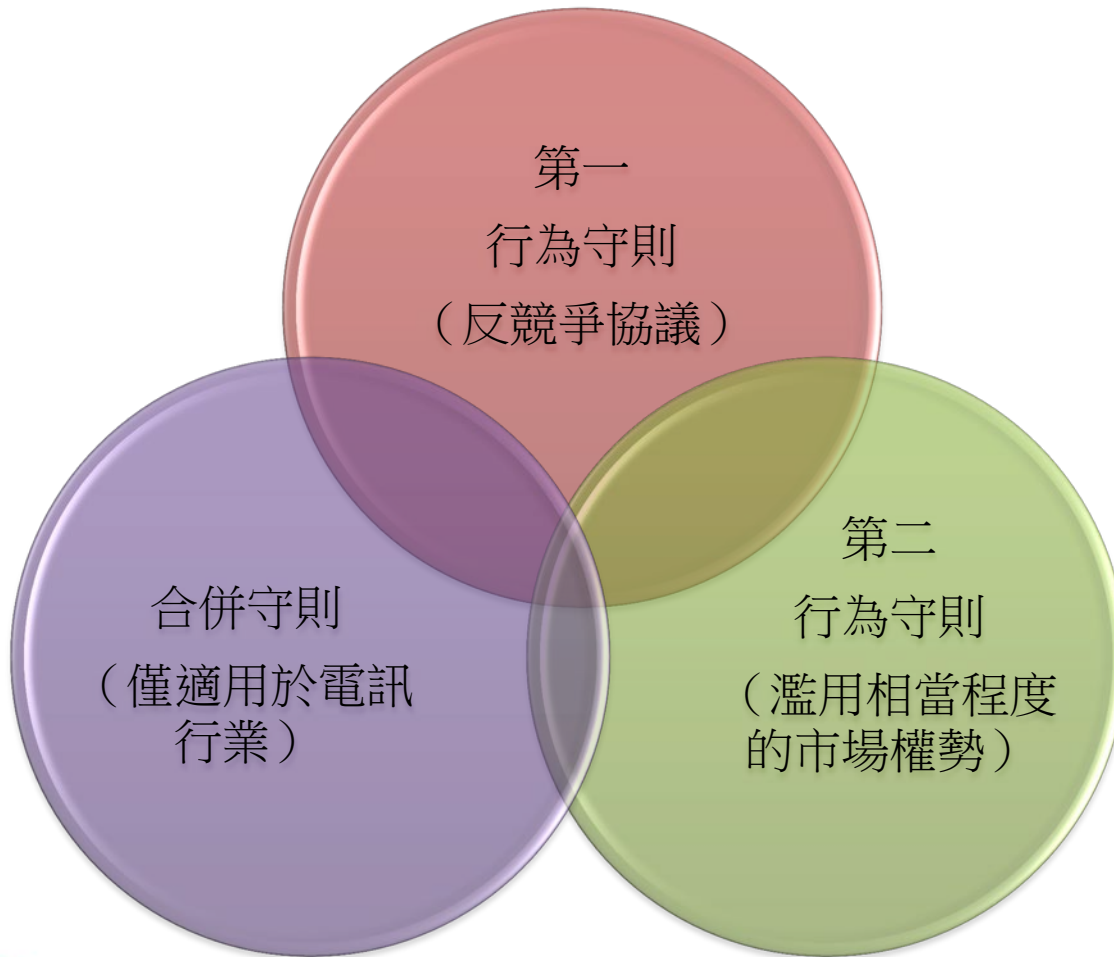 第一
行為守則
（反競爭協議）
合併守則
（僅適用於電訊
行業）
第二
行為守則
（濫用相當程度
的市場權勢）